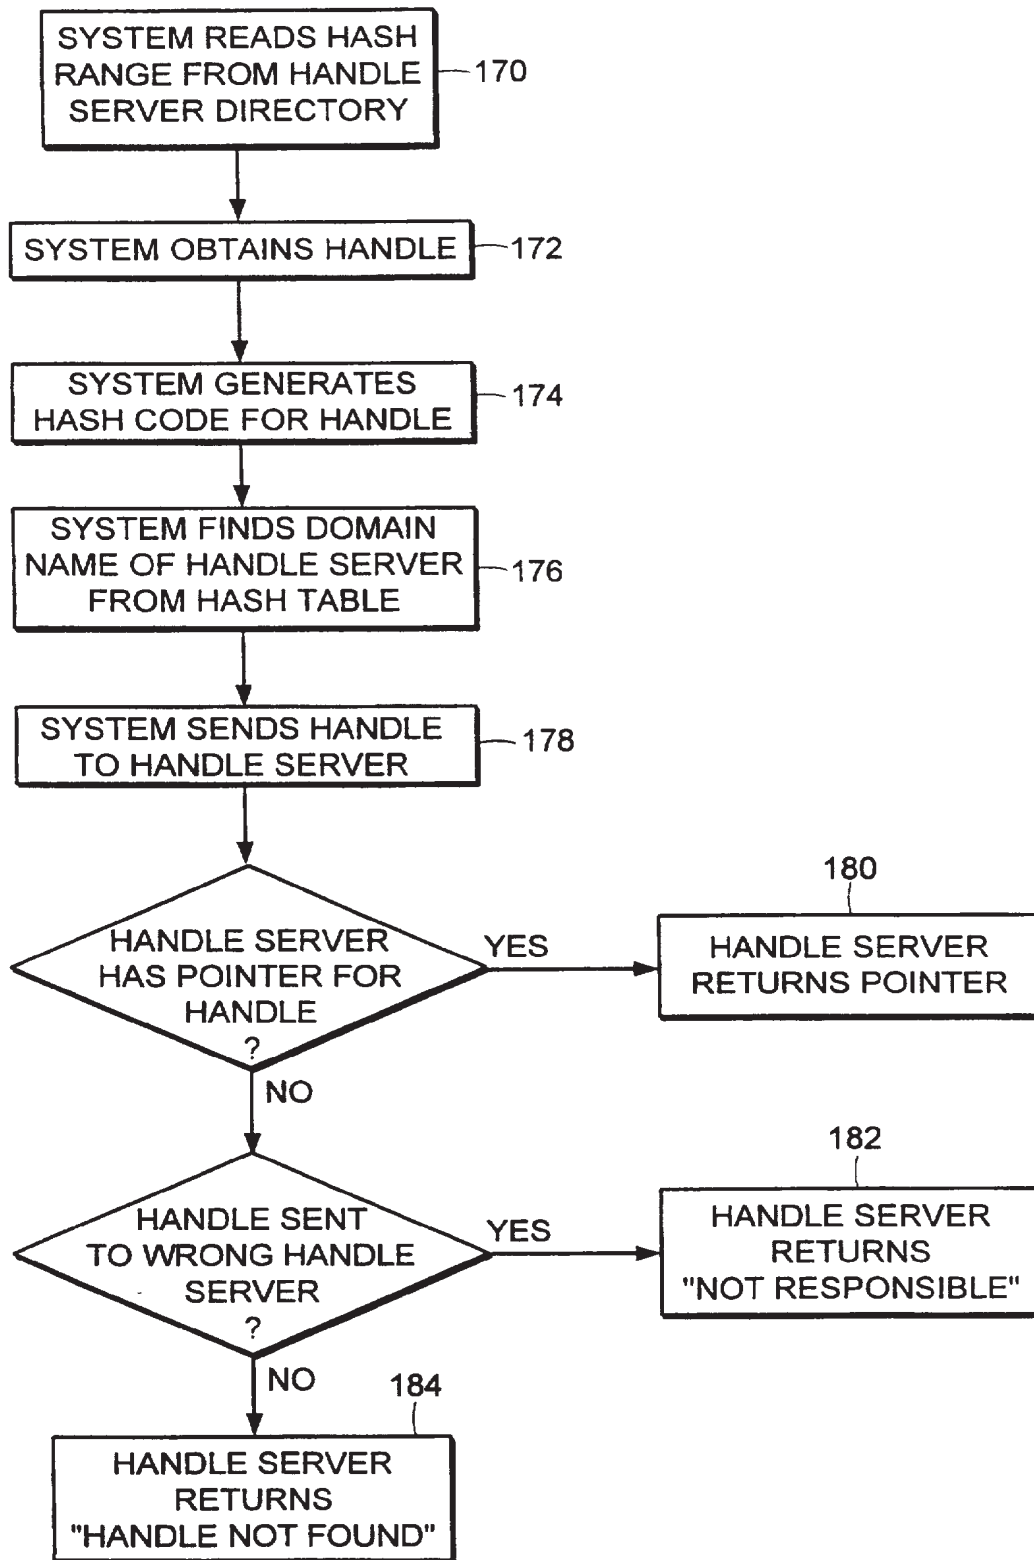 SYSTEM READS HASH
RANGE FROM HANDLE
SERVER DIRECTORY
170
SYSTEM OBTAINS HANDLE
172
SYSTEM GENERATES
HASH CODE FOR HANDLE
174
SYSTEM FINDS DOMAIN
NAME OF HANDLE SERVER
FROM HASH TABLE
176
SYSTEM SENDS HANDLE
TO HANDLE SERVER
178
HANDLE SERVER
HAS POINTER FOR
HANDLE
?
YES
180
HANDLE SERVER
RETURNS POINTER
NO
HANDLE SENT
TO WRONG HANDLE
SERVER
?
YES
182
HANDLE SERVER
RETURNS
"NOT RESPONSIBLE"
NO
184
HANDLE SERVER
RETURNS
"HANDLE NOT FOUND"